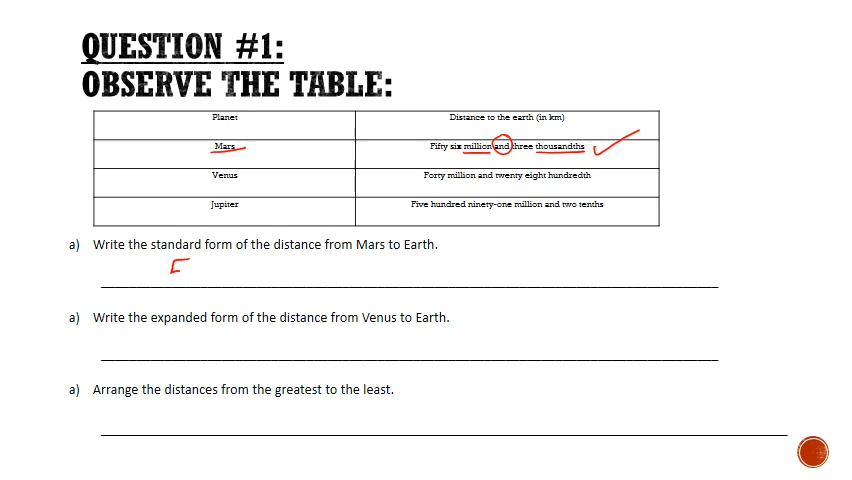 QUESTION #1:
OBSERVE THE TABLE:
Planet Distance to the earth (in km)
Mars Fifty six million and three thousandths
Venus Forty million and twenty eight hundredth
Jupiter Five hundred ninety-one million and two tenths
a) Write the standard form of the distance from Mars to Earth.
a) Write the expanded form of the distance from Venus to Earth.
a) Arrange the distances from the greatest to the least.